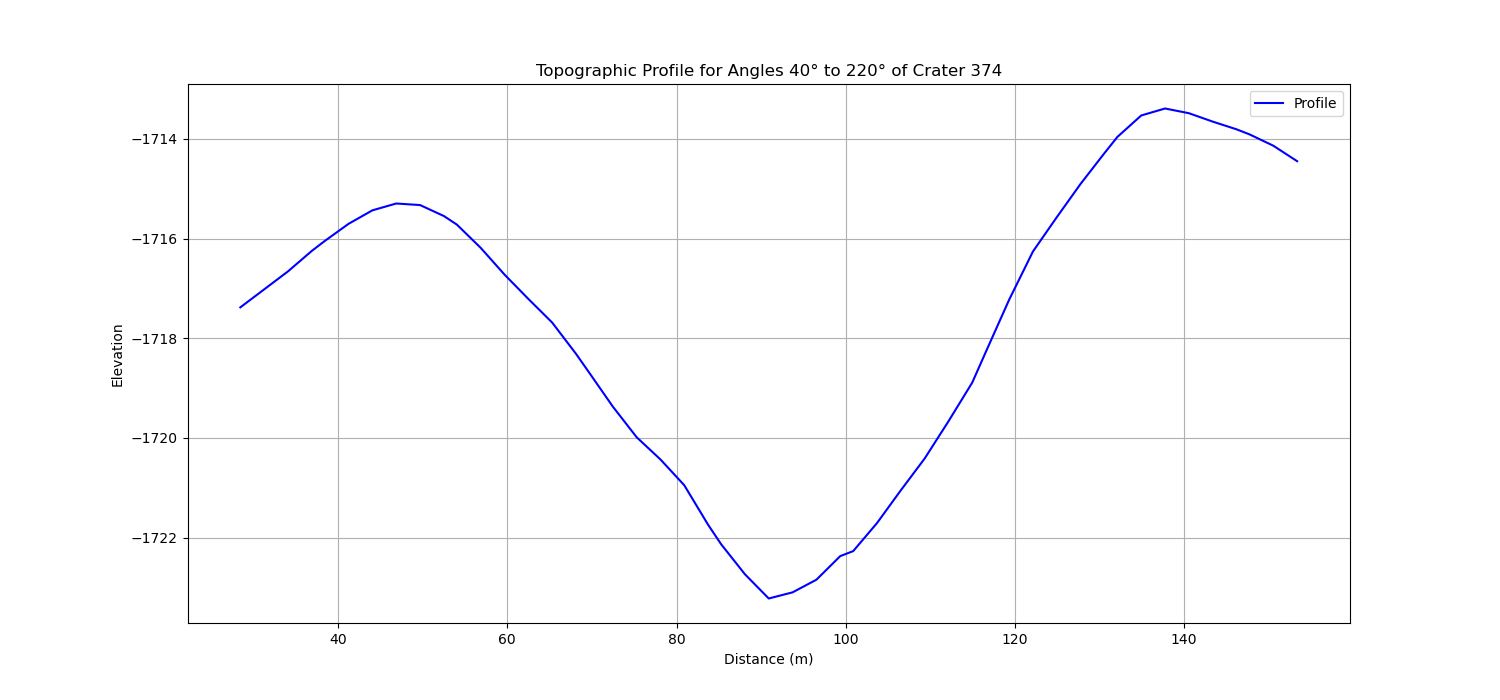 Topographic Profile for Angles 40° to 220° of Crater 374
Profile
−1714
−1716
−1718
−1720
−1722
Elevation
40 60 80 100 120 140
Distance (m)